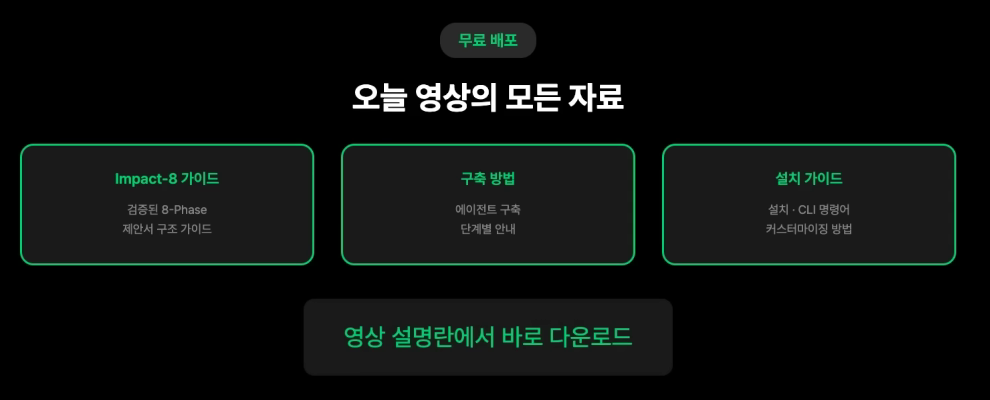 무료 배포
오늘 영상의 모든 자료
Impact-8 가이드
검증된 8-Phase
제안서 구조 가이드
구축 방법
에이전트 구축
단계별 안내
설치 가이드
설치 · CLI 명령어
커스터마이징 방법
영상 설명란에서 바로 다운로드